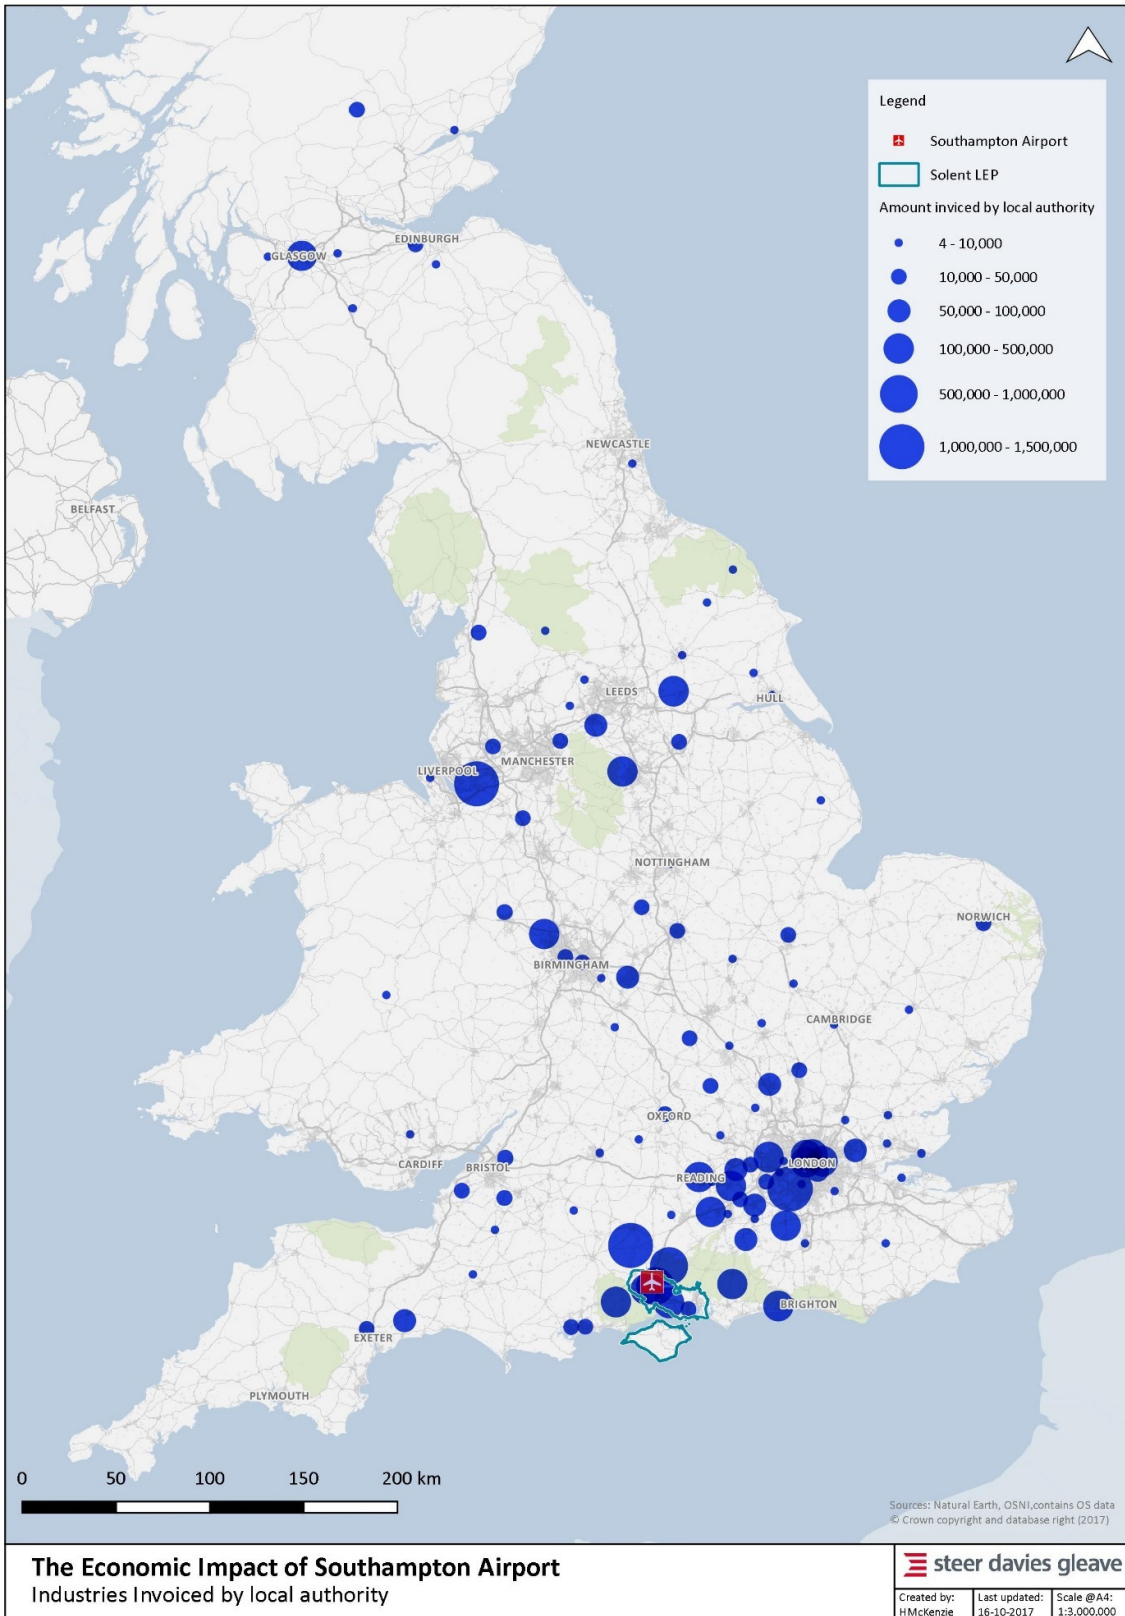 Legend
Southampton Airport
Solent LEP
Amount inviced by local authority
4 - 10,000
10,000 - 50,000
50,000 - 100,000
100,000 - 500,000
500,000 - 1,000,000
1,000,000 - 1,500,000
EDINBURGH
GLASGOW
NEWCASTLE
BELFAST
LEEDS
HULL
MANCHESTER
LIVERPOOL
NOTTINGHAM
NORWICH
BIRMINGHAM
CAMBRIDGE
OXFORD
CARDIFF
BRISTOL
LONDON
READING
BRIGHTON
EXETER
PLYMOUTH
0 50 100 150 200 km
Sources: Natural Earth, OSNI,contains OS data
© Crown copyright and database right (2017)
The Economic Impact of Southampton Airport
Industries Invoiced by local authority
steer davies gleave
Created by: Last updated: Scale @A4:
HMcKenzie 16-10-2017 1:3,000,000